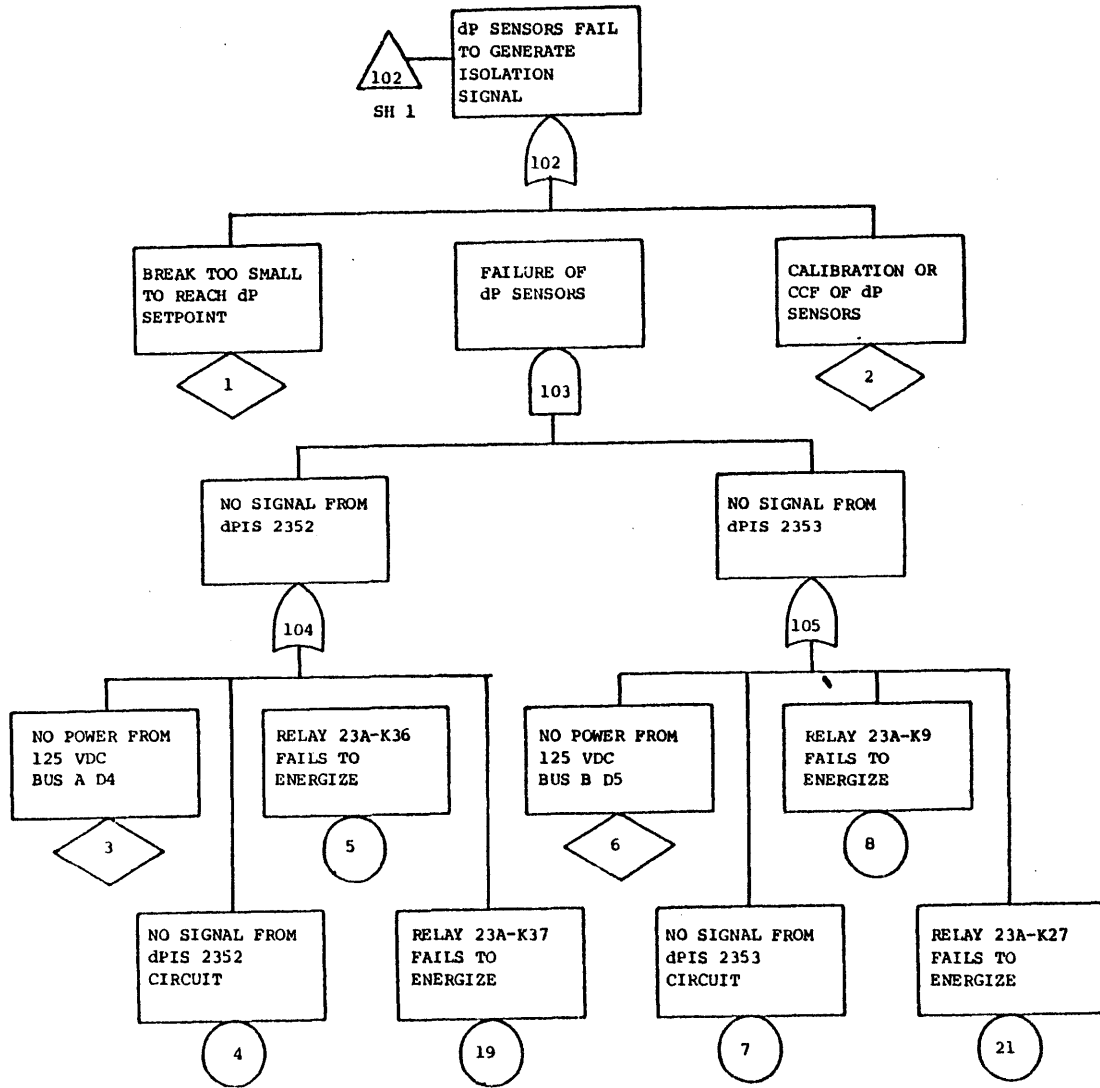 dP SENSORS FAIL
TO GENERATE
ISOLATION
SIGNAL
102
SH 1
102
BREAK TOO SMALL
TO REACH dP
SETPOINT
1
FAILURE OF
dP SENSORS
103
CALIBRATION OR
CCF OF dP
SENSORS
2
NO SIGNAL FROM
dPIS 2352
104
NO SIGNAL FROM
dPIS 2353
105
NO POWER FROM
125 VDC
BUS A D4
3
RELAY 23A-K36
FAILS TO
ENERGIZE
5
NO POWER FROM
125 VDC
BUS B D5
6
RELAY 23A-K9
FAILS TO
ENERGIZE
8
NO SIGNAL FROM
dPIS 2352
CIRCUIT
4
RELAY 23A-K37
FAILS TO
ENERGIZE
19
NO SIGNAL FROM
dPIS 2353
CIRCUIT
7
RELAY 23A-K27
FAILS TO
ENERGIZE
21